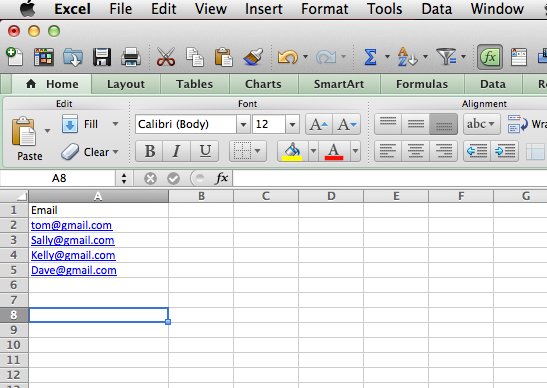 Excel File Edit View Insert Format Tools Data Window
Home Layout Tables Charts SmartArt Formulas Data
Edit Font Alignment
Fill Calibri (Body) 12 A A abc Wra
Paste Clear B I U A
A8 fx
A B C D E F G
1 Email
2 tom@gmail.com
3 Sally@gmail.com
4 Kelly@gmail.com
5 Dave@gmail.com
6
7
8
9
10
11
12